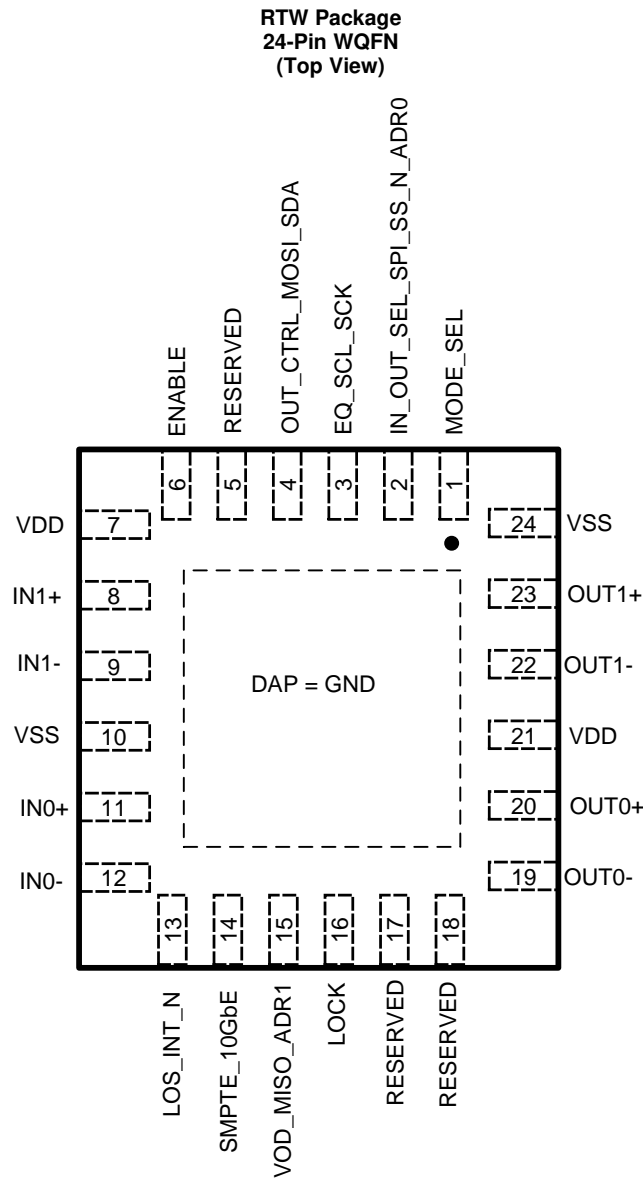 RTW Package
24-Pin WQFN
(Top View)
ENABLE
RESERVED
OUT_CTRL_MOSI_SDA
EQ_SCL_SCK
IN_OUT_SEL_SPI_SS_N_ADR0
MODE_SEL
6
5
4
3
2
1
VDD
7
24
VSS
IN1+
8
23
OUT1+
IN1-
9
22
OUT1-
DAP = GND
VSS
10
21
VDD
IN0+
11
20
OUT0+
IN0-
12
19
OUT0-
13
14
15
16
17
18
LOS_INT_N
SMPTE_10GbE
VOD_MISO_ADR1
LOCK
RESERVED
RESERVED